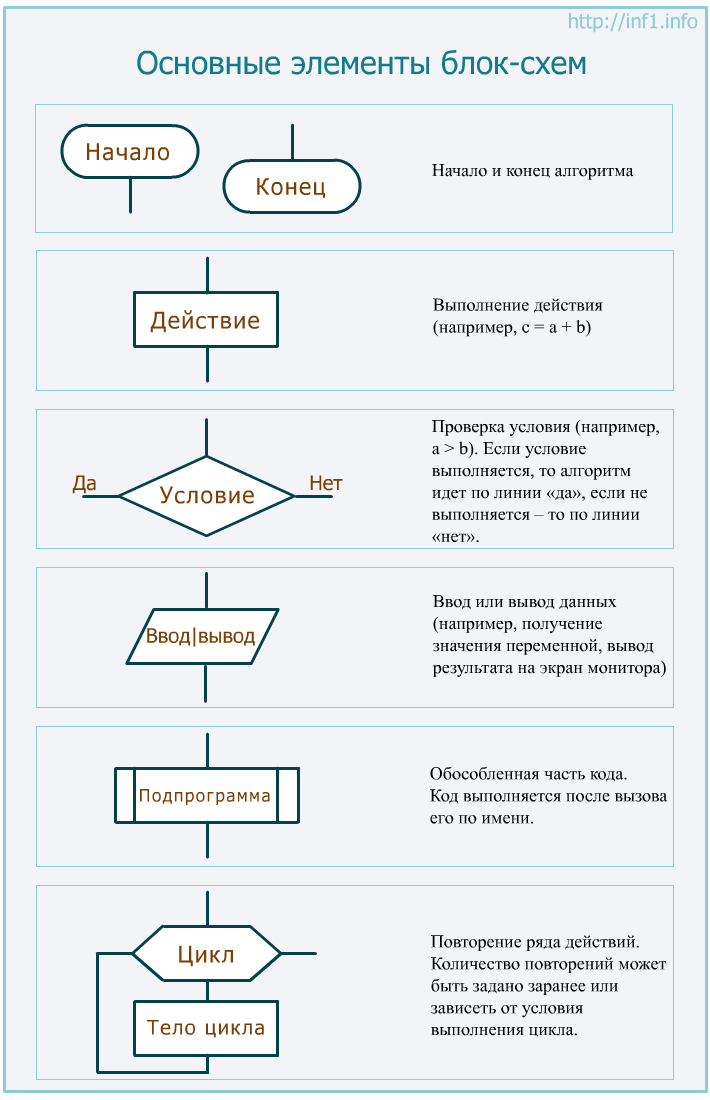 http://inf1.info
Основные элементы блок-схем
Начало
Конец
Начало и конец алгоритма
Действие
Выполнение действия
(например, c = a + b)
Да
Условие
Нет
Проверка условия (например,
a > b). Если условие
выполняется, то алгоритм
идет по линии «да», если не
выполняется – то по линии
«нет».
Ввод|вывод
Ввод или вывод данных
(например, получение
значения переменной, вывод
результата на экран монитора)
Подпрограмма
Обособленная часть кода.
Код выполняется после вызова
его по имени.
Цикл
Тело цикла
Повторение ряда действий.
Количество повторений может
быть задано заранее или
зависеть от условия
выполнения цикла.